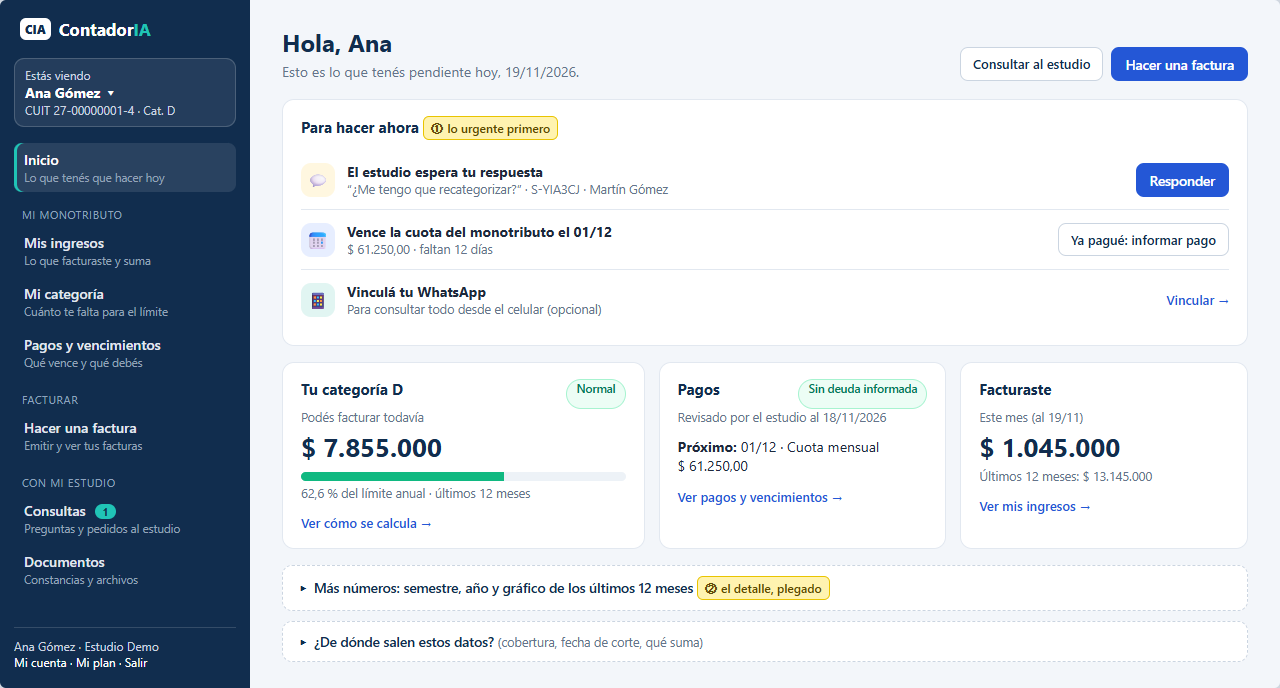 CIA ContadorIA
Estás viendo
Ana Gómez ▾
CUIT 27-00000001-4 · Cat. D
Inicio
Lo que tenés que hacer hoy
MI MONOTRIBUTO
Mis ingresos
Lo que facturaste y suma
Mi categoría
Cuánto te falta para el límite
Pagos y vencimientos
Qué vence y qué debés
FACTURAR
Hacer una factura
Emitir y ver tus facturas
CON MI ESTUDIO
Consultas 1
Preguntas y pedidos al estudio
Documentos
Constancias y archivos
Ana Gómez · Estudio Demo
Mi cuenta · Mi plan · Salir
Hola, Ana
Esto es lo que tenés pendiente hoy, 19/11/2026.
Consultar al estudio
Hacer una factura
Para hacer ahora ① lo urgente primero
El estudio espera tu respuesta
“¿Me tengo que recategorizar?” · S-YIA3CJ · Martín Gómez
Responder
Vence la cuota del monotributo el 01/12
$ 61.250,00 · faltan 12 días
Ya pagué: informar pago
Vinculá tu WhatsApp
Para consultar todo desde el celular (opcional)
Vincular →
Tu categoría D
Normal
Podés facturar todavía
$ 7.855.000
62,6 % del límite anual · últimos 12 meses
Ver cómo se calcula →
Pagos
Sin deuda informada
Revisado por el estudio al 18/11/2026
Próximo: 01/12 · Cuota mensual
$ 61.250,00
Ver pagos y vencimientos →
Facturaste
Este mes (al 19/11)
$ 1.045.000
Últimos 12 meses: $ 13.145.000
Ver mis ingresos →
▸ Más números: semestre, año y gráfico de los últimos 12 meses ② el detalle, plegado
▸ ¿De dónde salen estos datos? (cobertura, fecha de corte, qué suma)